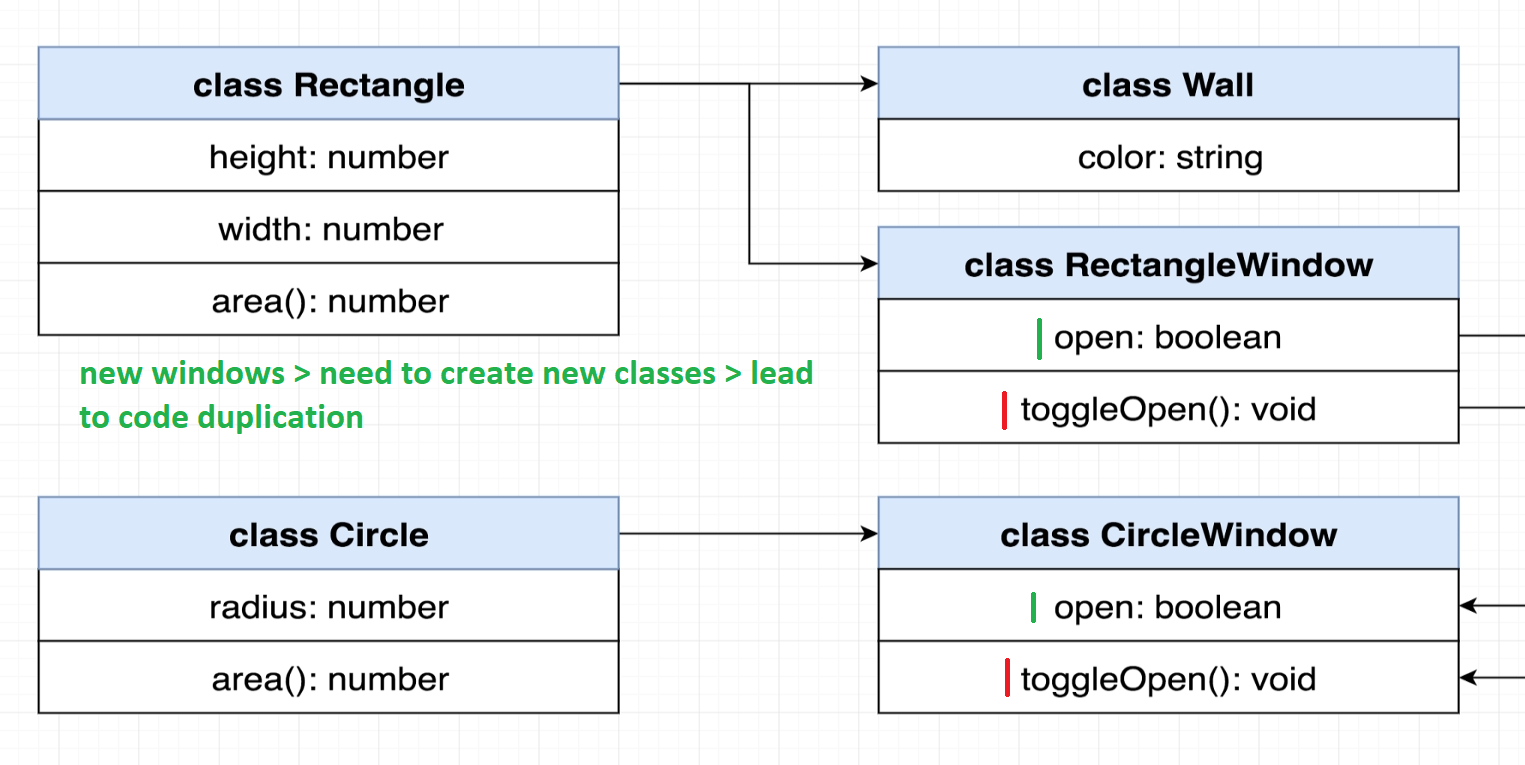 class Rectangle
height: number
width: number
area(): number
class Wall
color: string
class RectangleWindow
open: boolean
toggleOpen(): void
new windows > need to create new classes > lead
to code duplication
class Circle
radius: number
area(): number
class CircleWindow
open: boolean
toggleOpen(): void